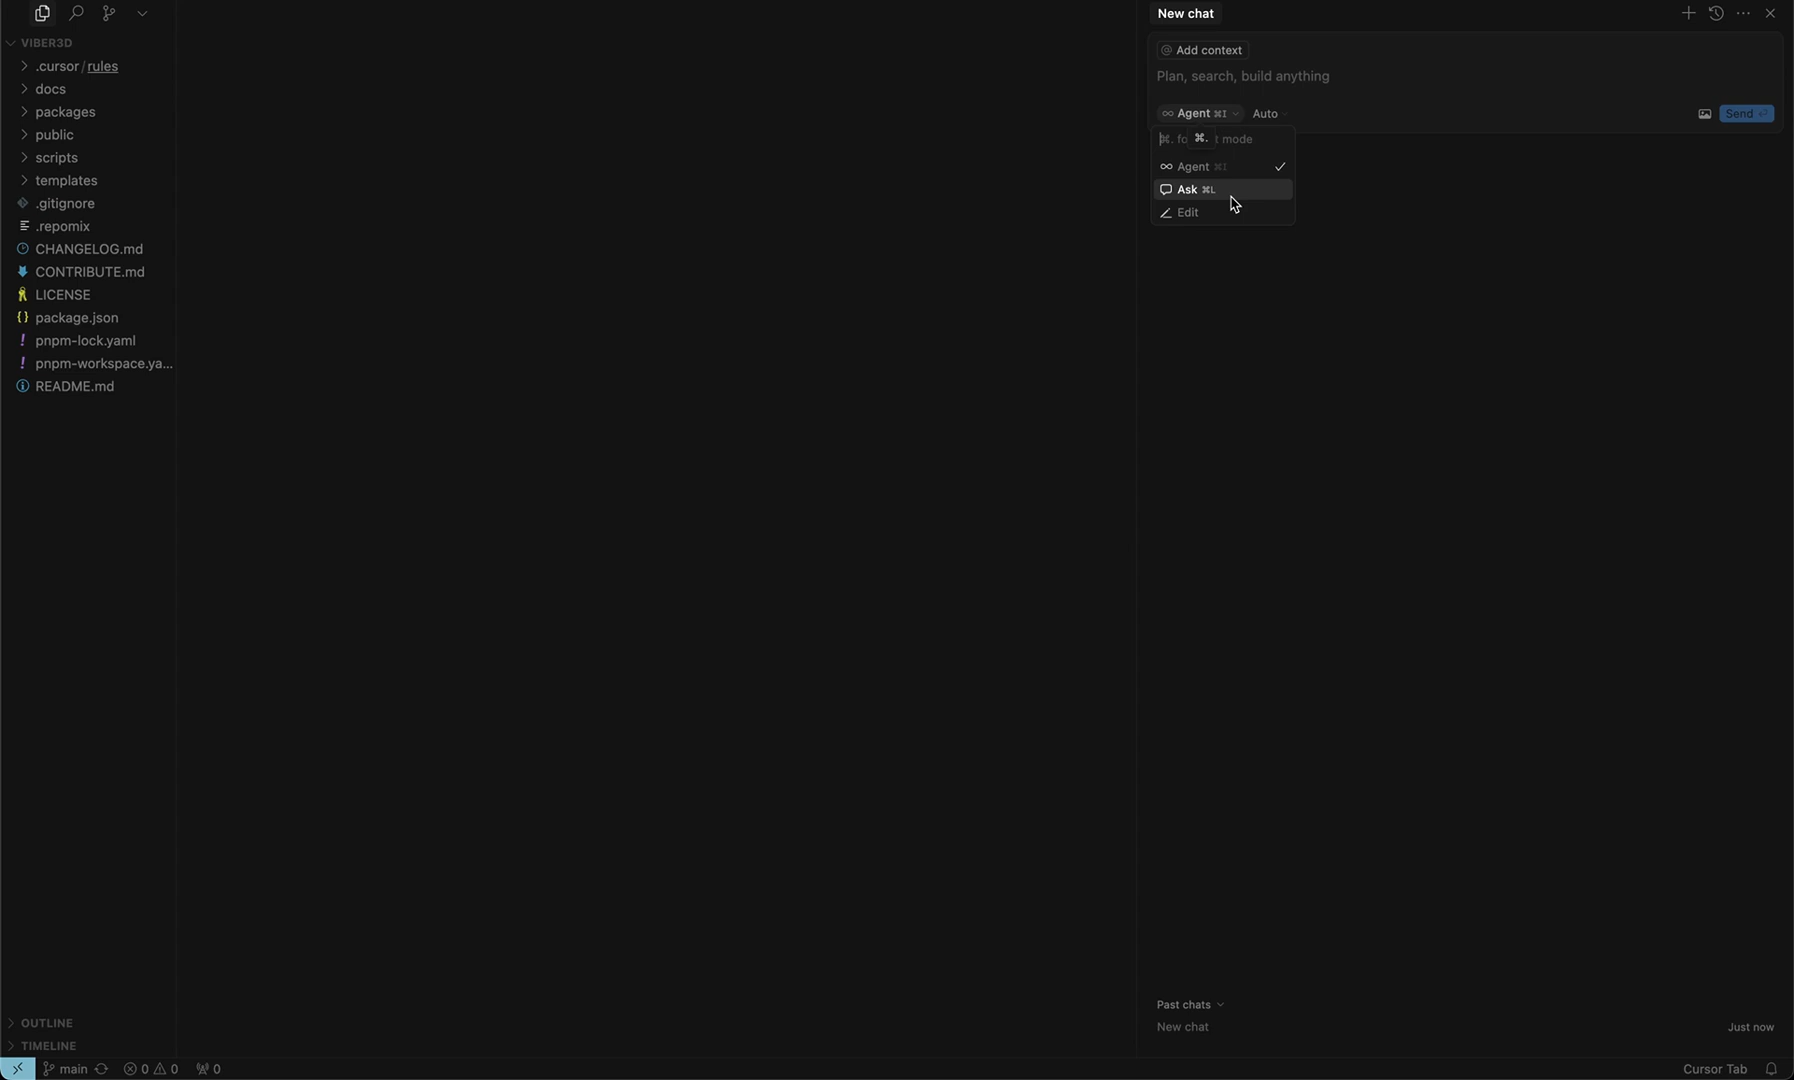 VIBER3D
.cursor / rules
docs
packages
public
scripts
templates
.gitignore
.repomix
CHANGELOG.md
CONTRIBUTE.md
LICENSE
package.json
pnpm-lock.yaml
pnpm-workspace.ya...
README.md
OUTLINE
TIMELINE
main 0 0 0
New chat
@ Add context
Plan, search, build anything
Agent ⌘I Auto
Send ⏎
⌘. fo ⌘. t mode
Agent ⌘I
Ask ⌘L
Edit
Past chats
New chat Just now
Cursor Tab